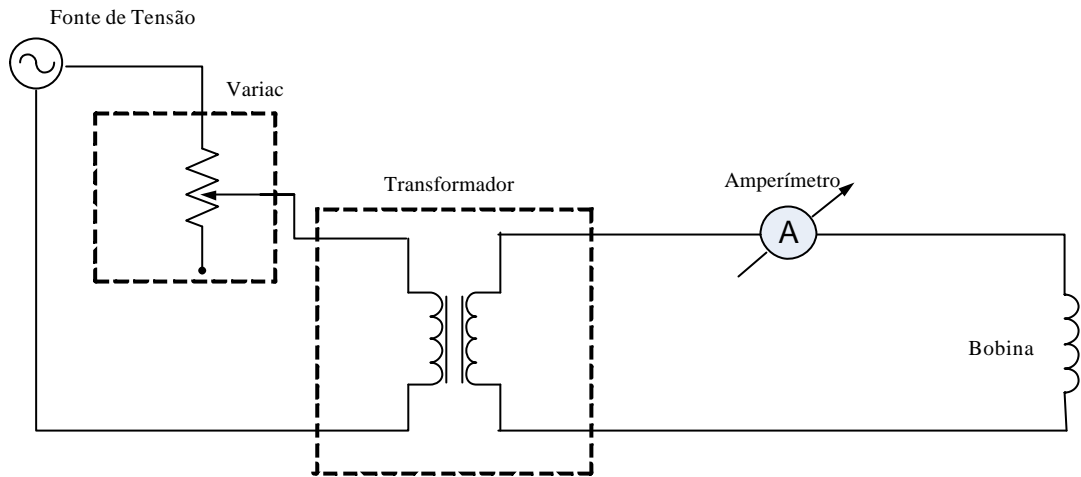 Fonte de Tensão
Variac
Transformador
Amperímetro
A
Bobina